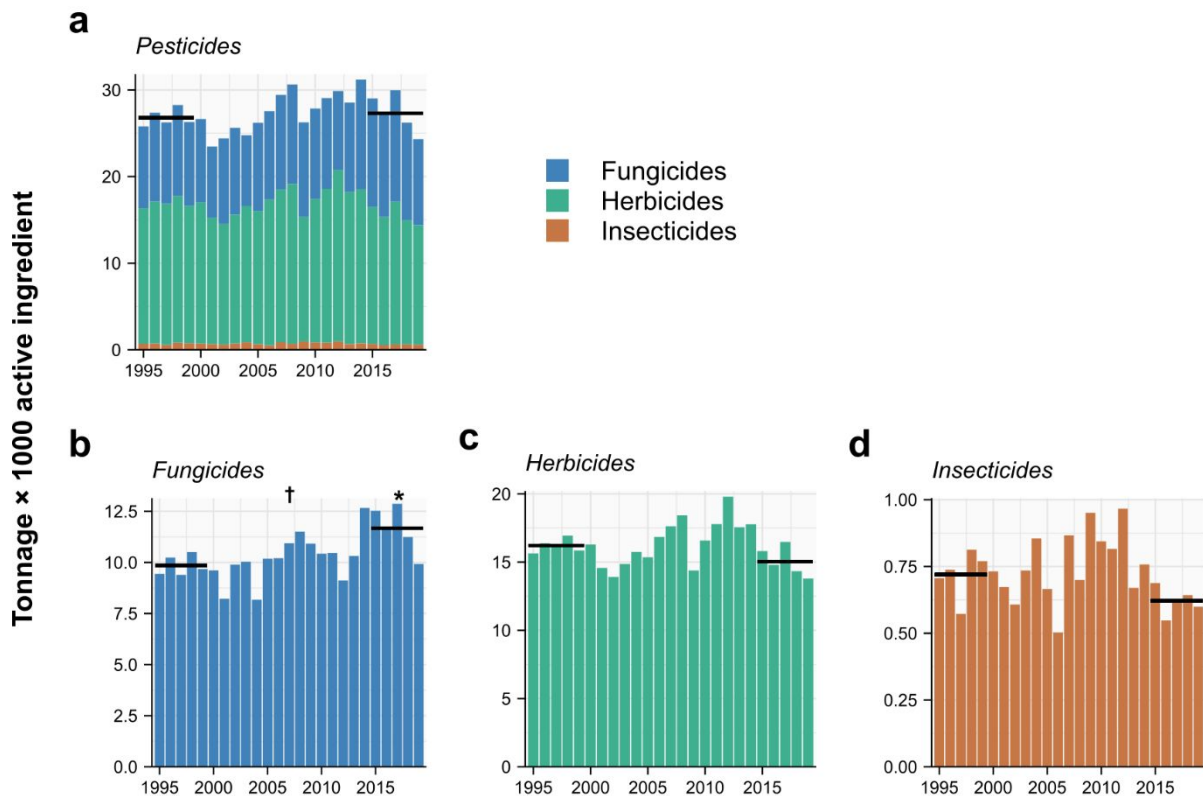 Tonnage × 1000 active ingredient
a
Pesticides
30
20
10
0
1995 2000 2005 2010 2015
Fungicides
Herbicides
Insecticides
b
Fungicides
† *
12.5
10.0
7.5
5.0
2.5
0.0
1995 2000 2005 2010 2015
c
Herbicides
20
15
10
5
0
1995 2000 2005 2010 2015
d
Insecticides
1.00
0.75
0.50
0.25
0.00
1995 2000 2005 2010 2015